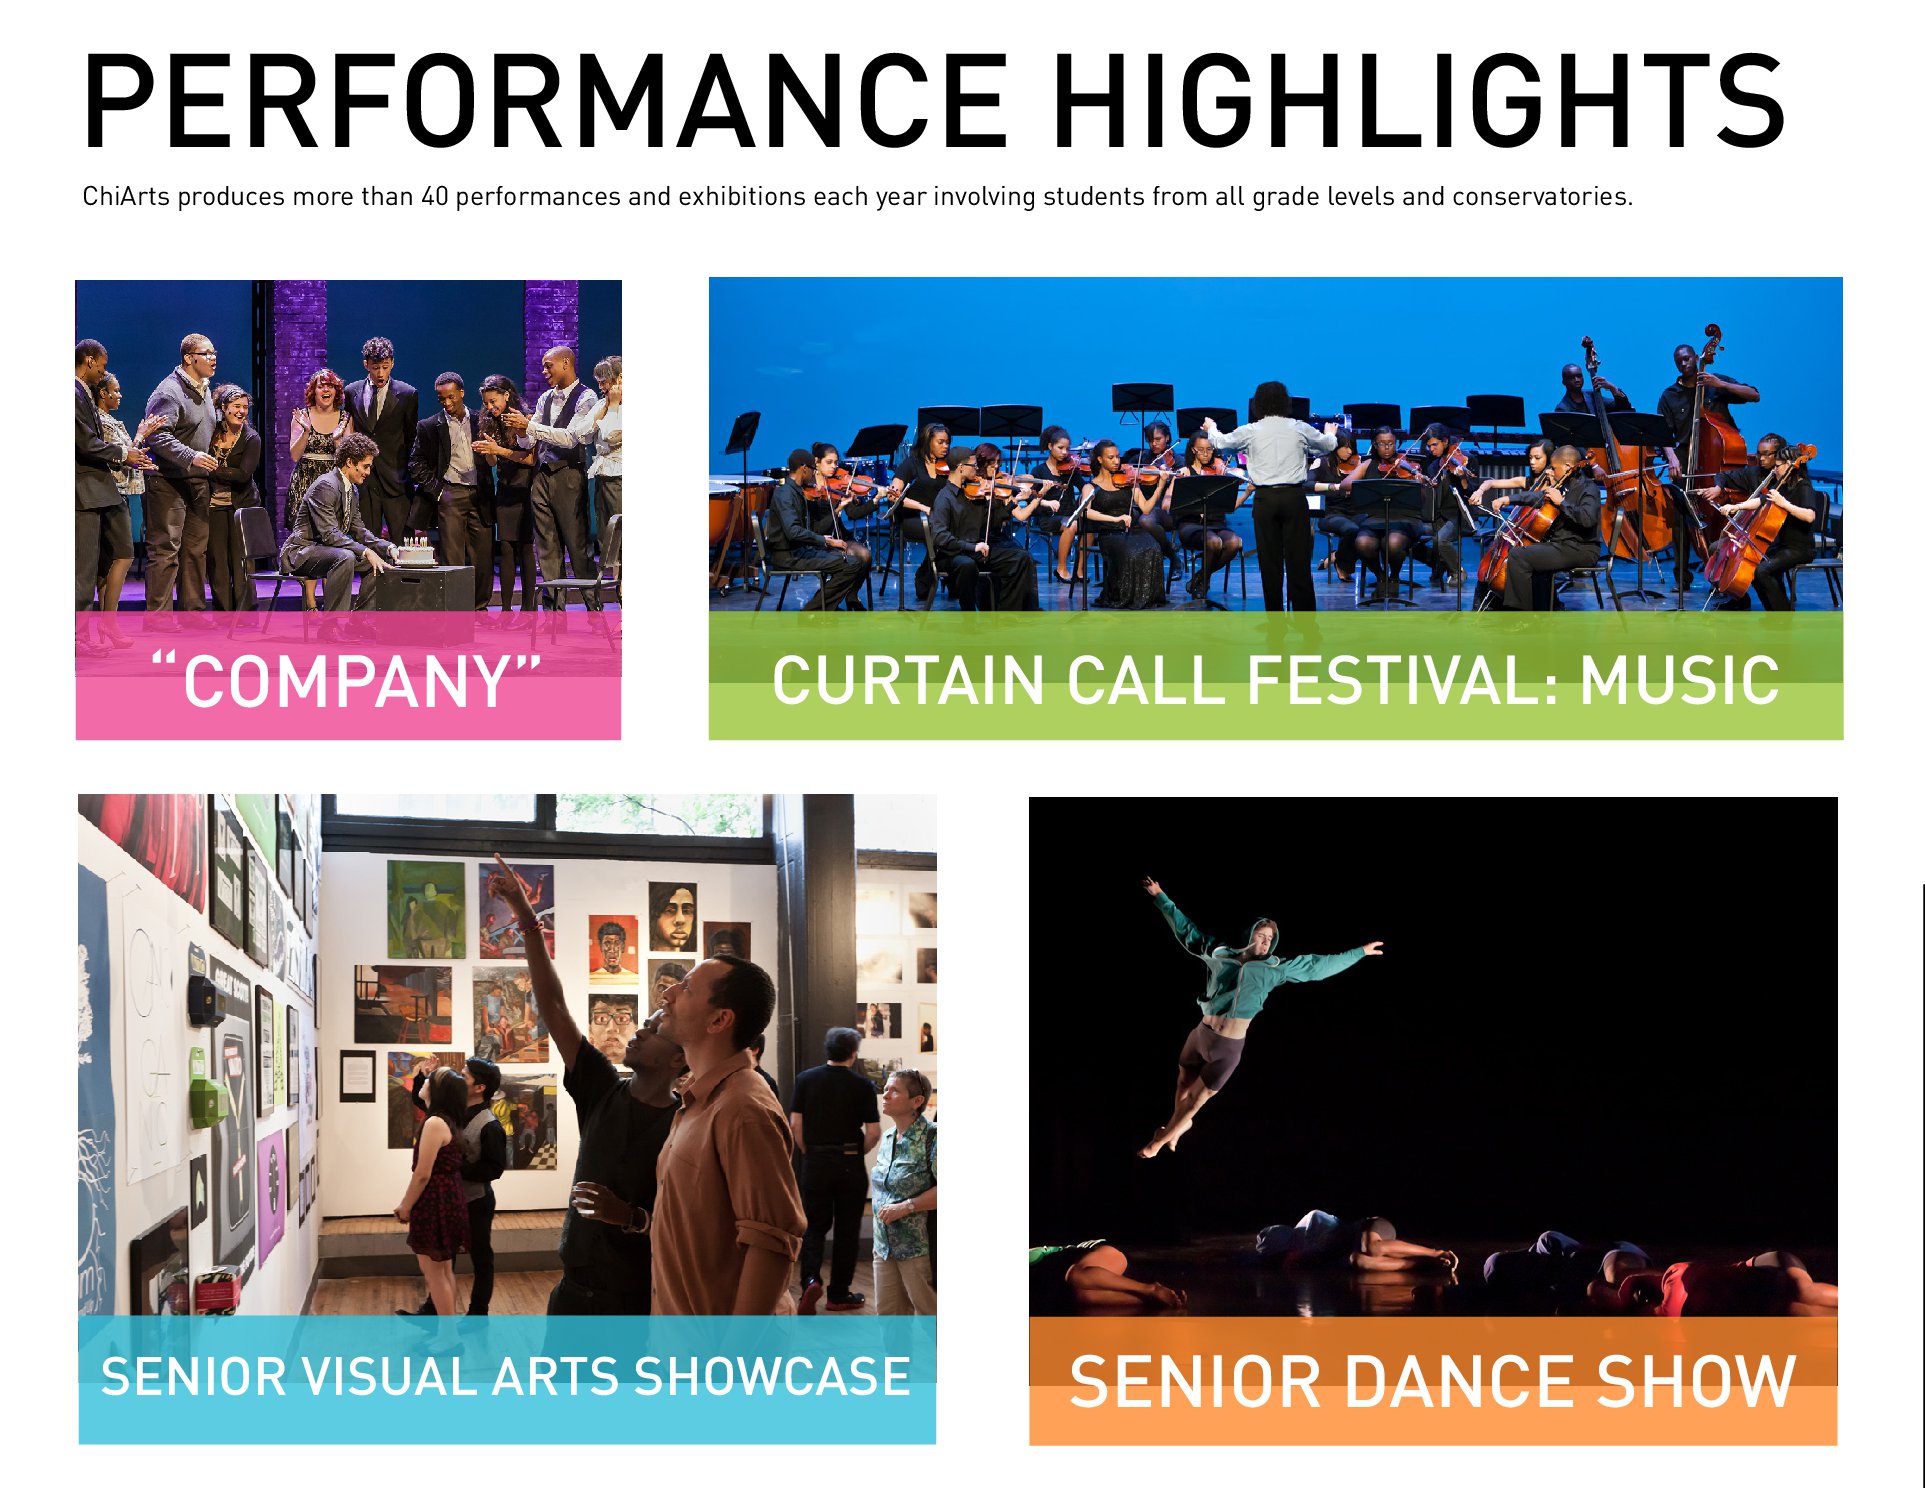 PERFORMANCE HIGHLIGHTS
ChiArts produces more than 40 performances and exhibitions each year involving students from all grade levels and conservatories.
“COMPANY”
CURTAIN CALL FESTIVAL: MUSIC
SENIOR VISUAL ARTS SHOWCASE
SENIOR DANCE SHOW